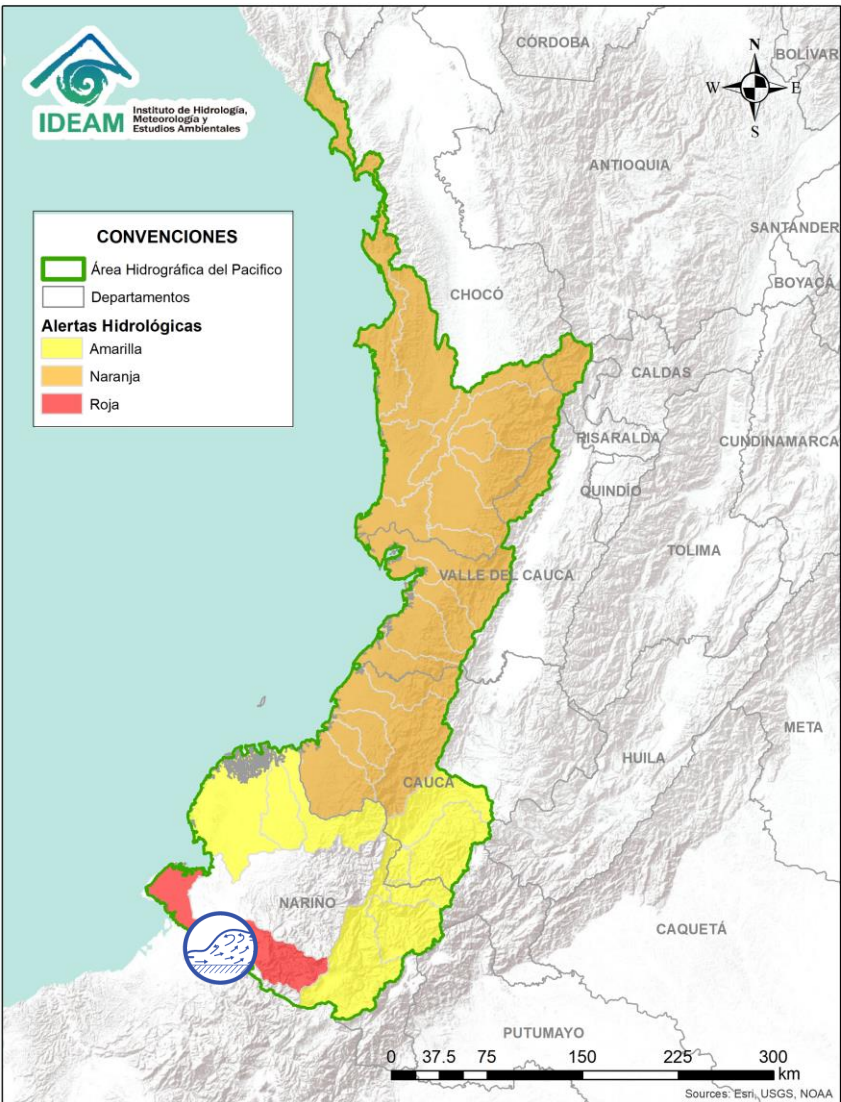 IDEAM
Instituto de Hidrología,
Meteorología y
Estudios Ambientales
N
W E
S
CÓRDOBA
BOLÍVAR
ANTIOQUIA
SANTANDER
BOYACÁ
CHOCÓ
CALDAS
RISARALDA
CUNDINAMARCA
QUINDÍO
TOLIMA
VALLE DEL CAUCA
META
HUILA
CAUCA
NARIÑO
CAQUETÁ
PUTUMAYO
CONVENCIONES
Área Hidrográfica del Pacifico
Departamentos
Alertas Hidrológicas
Amarilla
Naranja
Roja
0 37.5 75 150 225 300
km
Sources: Esri, USGS, NOAA